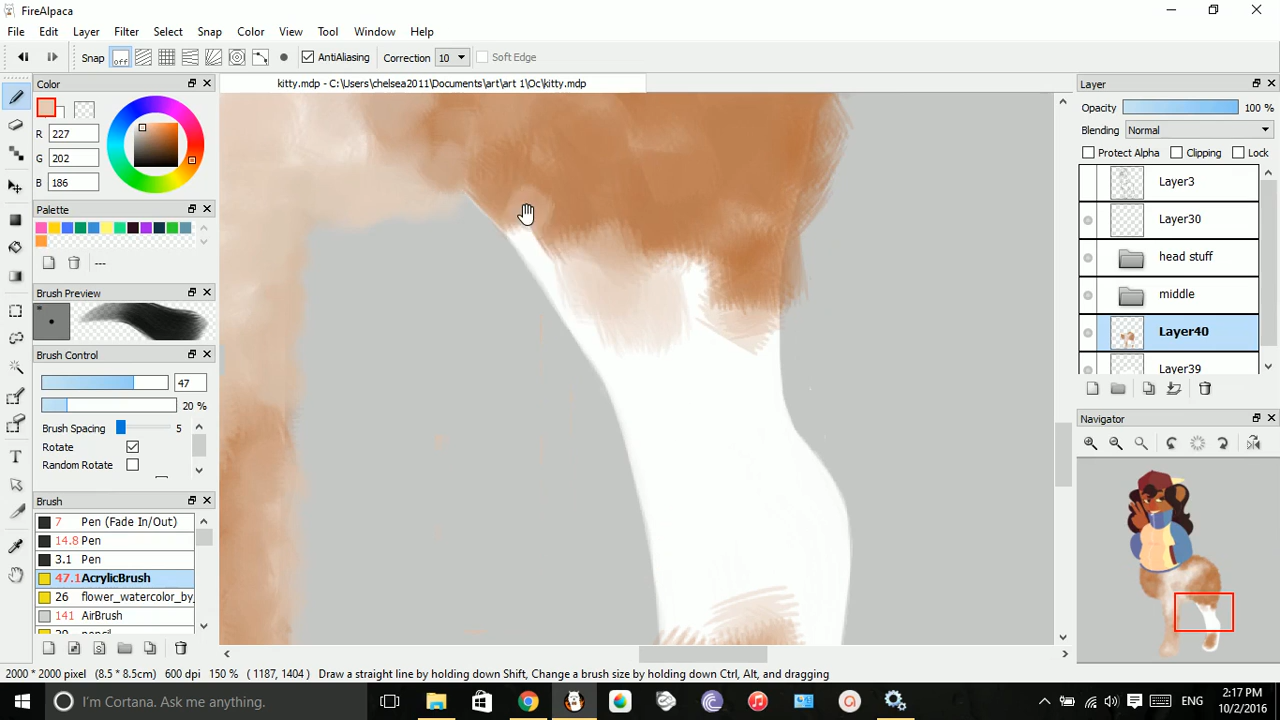 FireAlpaca
File Edit Layer Filter Select Snap Color View Tool Window Help
Snap off AntiAliasing Correction 10 Soft Edge
kitty.mdp - C:\Users\chelsea2011\Documents\art\art 1\Oc\kitty.mdp
Color
R 227
G 202
B 186
Palette
---
Brush Preview
Brush Control
47
20 %
Brush Spacing 5
Rotate
Random Rotate
Brush
7 Pen (Fade In/Out)
14.8 Pen
3.1 Pen
47.1 AcrylicBrush
26 flower_watercolor_by_
141 AirBrush
Layer
Opacity 100 %
Blending Normal
Protect Alpha Clipping Lock
Layer3
Layer30
head stuff
middle
Layer40
Layer39
Navigator
2000 * 2000 pixel (8.5 * 8.5cm) 600 dpi 150 % ( 1187, 1404 ) Draw a straight line by holding down Shift, Change a brush size by holding down Ctrl, Alt, and dragging
I'm Cortana. Ask me anything.
ENG
2:17 PM
10/2/2016